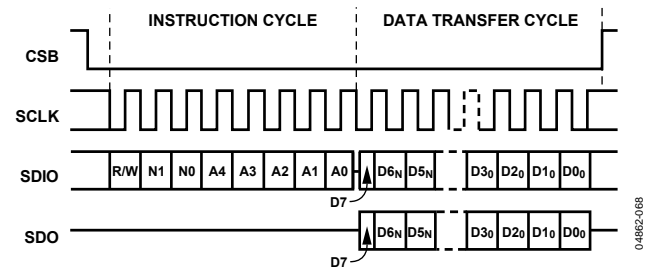 INSTRUCTION CYCLE DATA TRANSFER CYCLE
CSB
SCLK
SDIO R/W N1 N0 A4 A3 A2 A1 A0 D6N D5N D30 D20 D10 D00
D7
SDO D6N D5N D30 D20 D10 D00
D7
04862-068